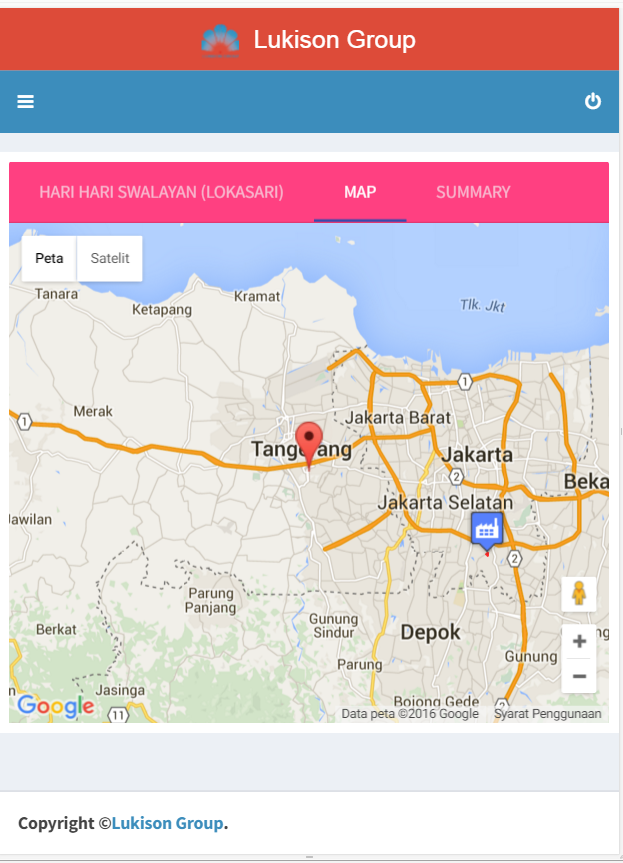 Lukison Group
HARI HARI SWALAYAN (LOKASARI) MAP SUMMARY
Peta Satelit
Tanara
Kramat
Ketapang
Tlk. Jkt
1
Merak
Jakarta Barat
1
Tangerang
Jakarta
2
Beka
Jawilan
Jakarta Selatan
2
Parung
Panjang
Berkat
Gunung
Sindur
Depok
ng
Parung
Gunung
Jasinga
n
Bojong Gede
2
Google
11
Data peta ©2016 Google Syarat Penggunaan
Copyright ©Lukison Group.